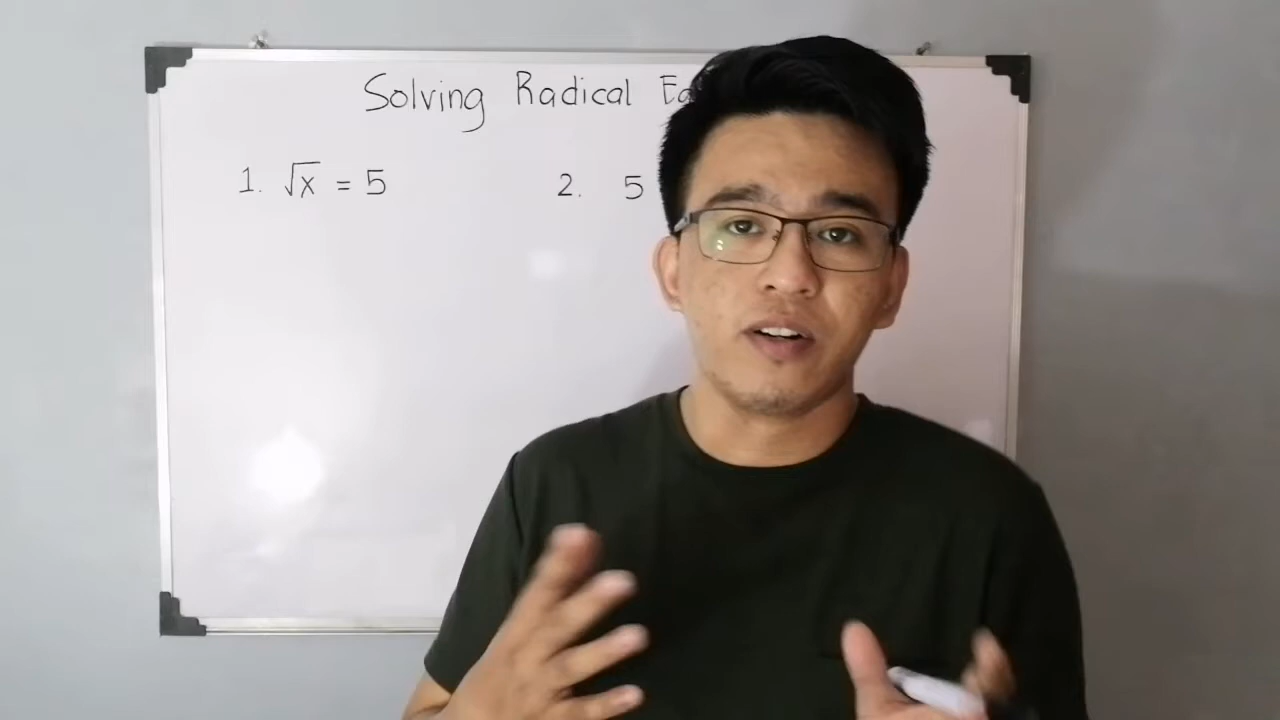 Solving Radical
1. √x = 5
2. 5